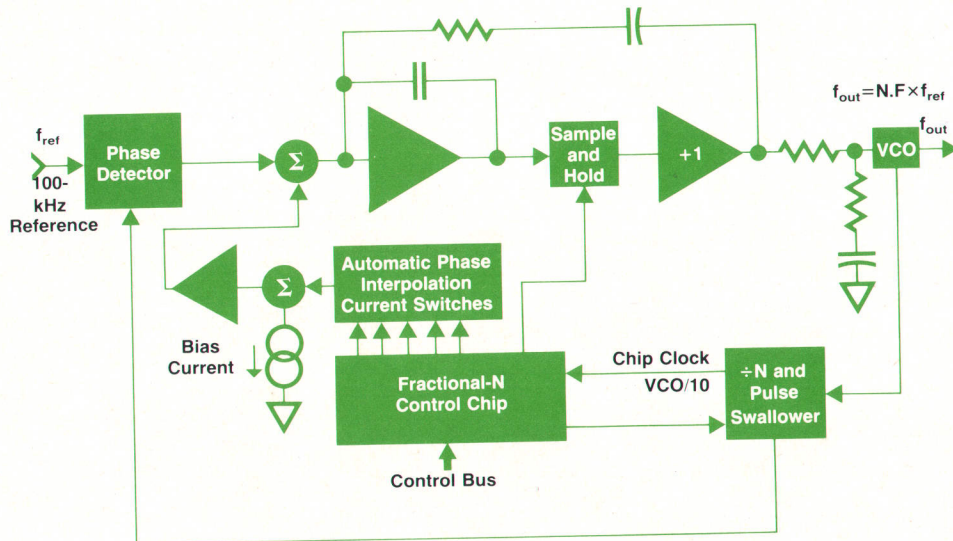 f_out=N.F×f_ref
f_out
f_ref
Phase
Detector
100-
kHz
Reference
Σ
Sample
and
Hold
+1
VCO
Automatic Phase
Interpolation
Current Switches
Σ
Bias
Current
Fractional-N
Control Chip
Chip Clock
VCO/10
÷N and
Pulse
Swallower
Control Bus